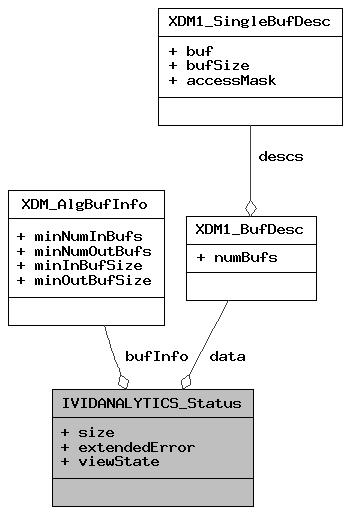 XDM1_SingleBufDesc
+ buf
+ bufSize
+ accessMask
descs
XDM_AlgBufInfo
+ minNumInBufs
+ minNumOutBufs
+ minInBufSize
+ minOutBufSize
XDM1_BufDesc
+ numBufs
bufInfo
data
IVIDANALYTICS_Status
+ size
+ extendedError
+ viewState